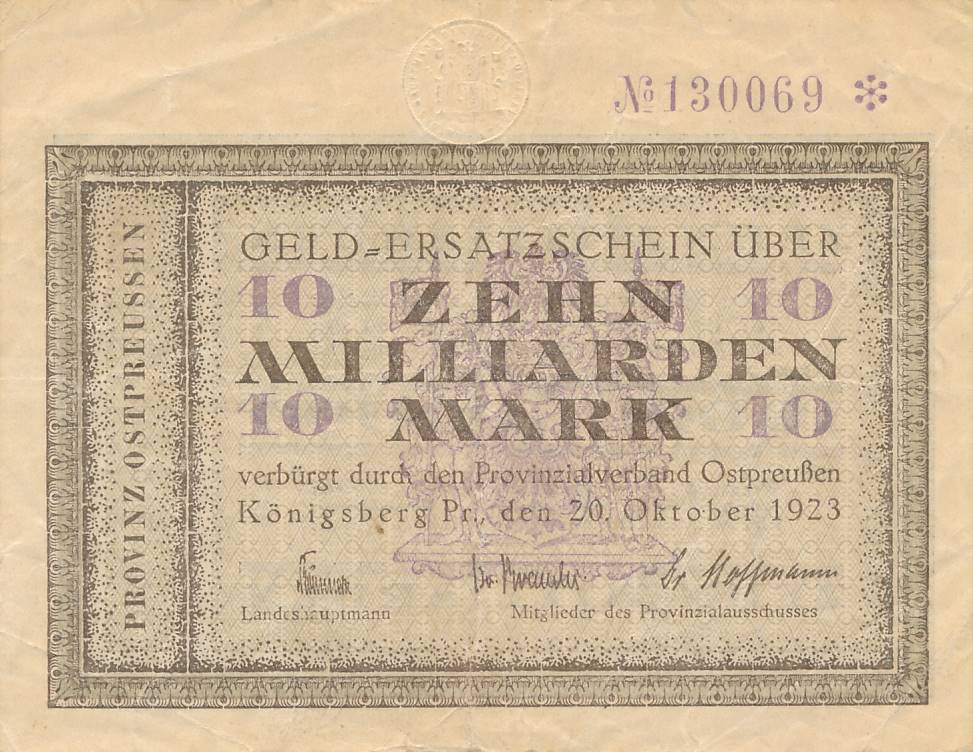 № 130069 *
PROVINZ OSTPREUSSEN
GELD-ERSATZSCHEIN ÜBER
10 ZEHN 10
MILLIARDEN
10 MARK 10
verbürgt durch den Provinzialverband Ostpreußen
Königsberg Pr., den 20. Oktober 1923
Dr. Hoffmann
Landeshauptmann Mitglieder des Provinzialausschusses